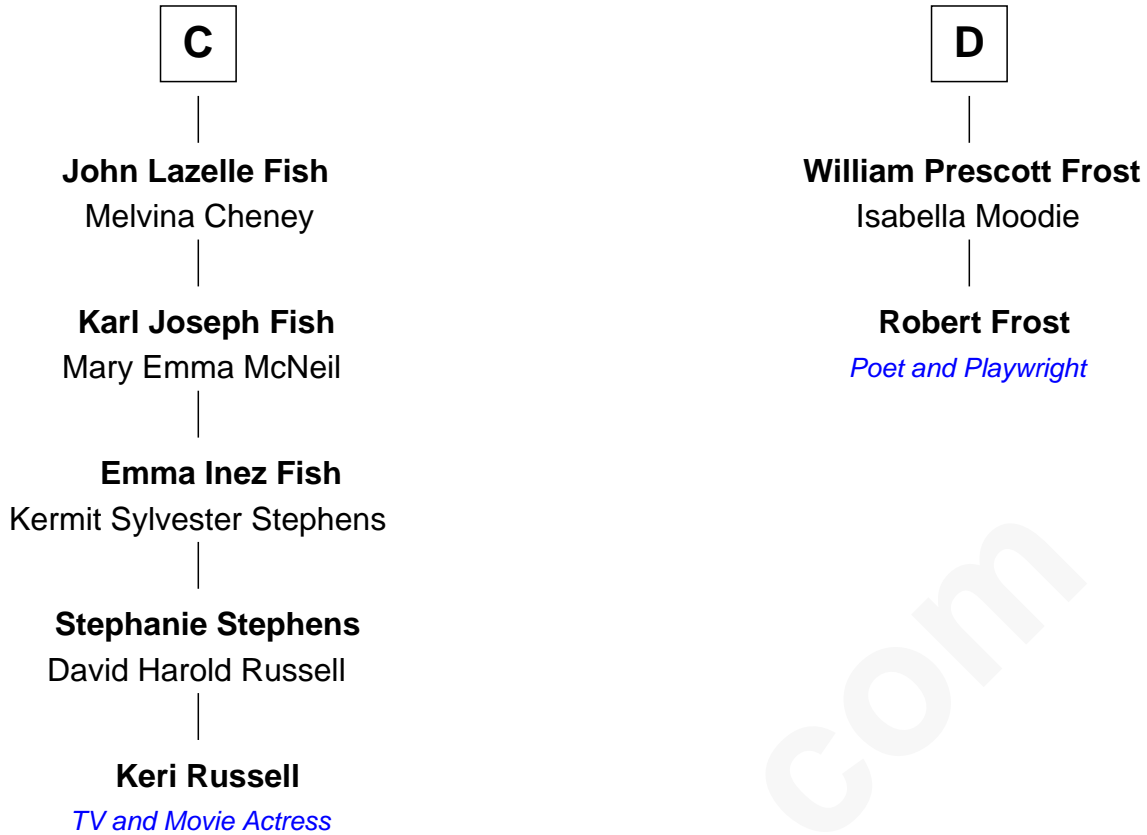 C
John Lazelle Fish
Melvina Cheney
Karl Joseph Fish
Mary Emma McNeil
Emma Inez Fish
Kermit Sylvester Stephens
Stephanie Stephens
David Harold Russell
Keri Russell
TV and Movie Actress
D
William Prescott Frost
Isabella Moodie
Robert Frost
Poet and Playwright
com